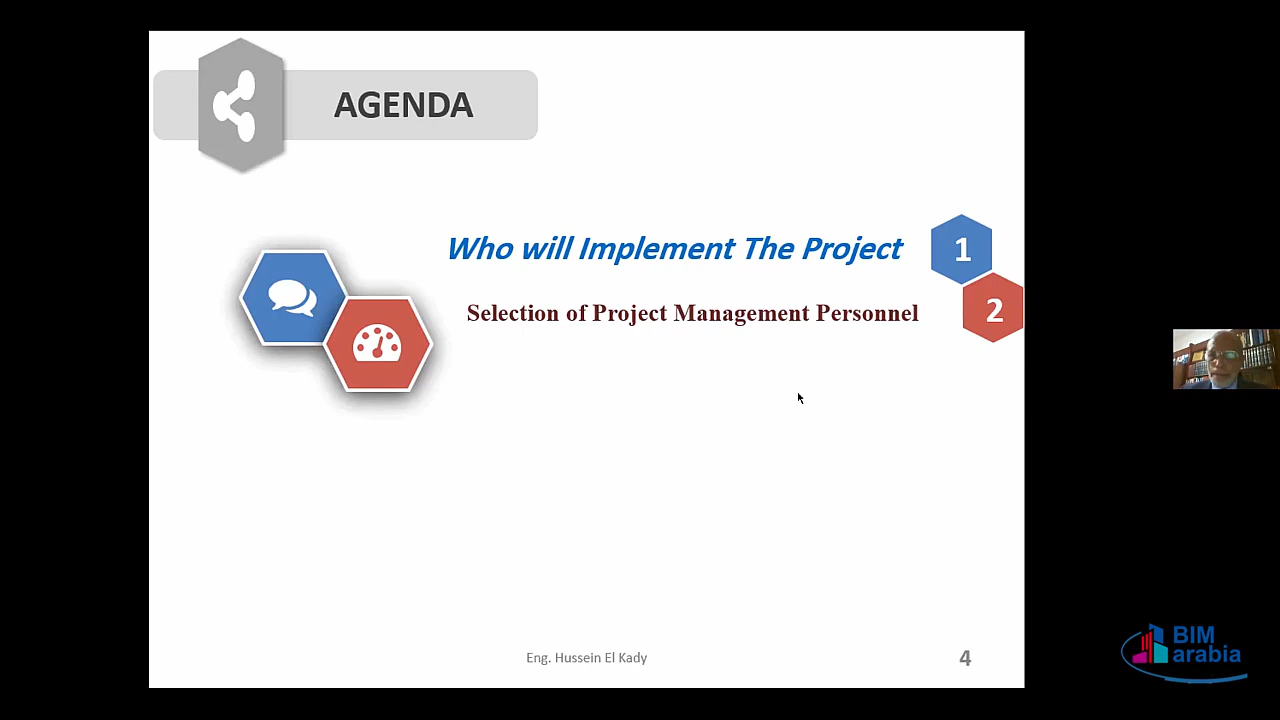 AGENDA
Who will Implement The Project
1
Selection of Project Management Personnel
2
Eng. Hussein El Kady
4
BIM
arabia